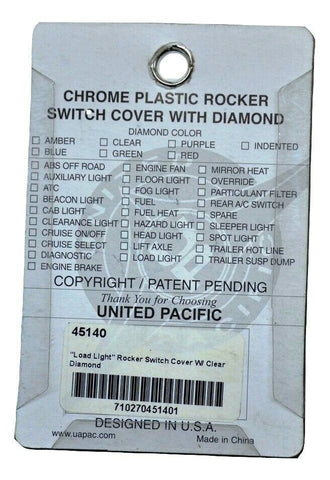 CHROME PLASTIC ROCKER
SWITCH COVER WITH DIAMOND
DIAMOND COLOR
☐ AMBER ☐ CLEAR ☐ PURPLE ☐ INDENTED
☐ BLUE ☐ GREEN ☐ RED
☐ ABS OFF ROAD ☐ ENGINE FAN ☐ MIRROR HEAT
☐ AUXILIARY LIGHT ☐ FLOOR LIGHT ☐ OVERRIDE
☐ ATC ☐ FOG LIGHT ☐ PARTICULANT FILTER
☐ BEACON LIGHT ☐ FUEL ☐ REAR A/C SWITCH
☐ CAB LIGHT ☐ FUEL HEAT ☐ SPARE
☐ CLEARANCE LIGHT ☐ HAZARD LIGHT ☐ SLEEPER LIGHT
☐ CRUISE ON/OFF ☐ HEAD LIGHT ☐ SPOT LIGHT
☐ CRUISE SELECT ☐ LIFT AXLE ☐ TRAILER HOT LINE
☐ DIAGNOSTIC ☐ LOAD LIGHT ☐ TRAILER SUSP DUMP
☐ ENGINE BRAKE
COPYRIGHT / PATENT PENDING
Thank You for Choosing
UNITED PACIFIC
45140
"Load Light" Rocker Switch Cover W/ Clear
Diamond
710270451401
DESIGNED IN U.S.A.
www.uapac.com Made in China